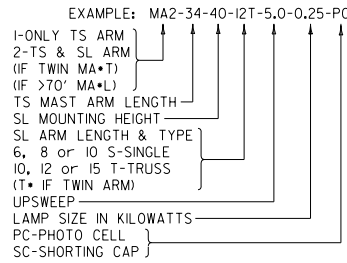 EXAMPLE: MA2-34-40-12T-5.0-0.25-PC
1-ONLY TS ARM
2-TS & SL ARM
(IF TWIN MA*T)
(IF >70' MA*L)
TS MAST ARM LENGTH
SL MOUNTING HEIGHT
SL ARM LENGTH & TYPE
6, 8 or 10 S-SINGLE
10, 12 or 15 T-TRUSS
(T* IF TWIN ARM)
UPSWEEP
LAMP SIZE IN KILOWATTS
PC-PHOTO CELL
SC-SHORTING CAP